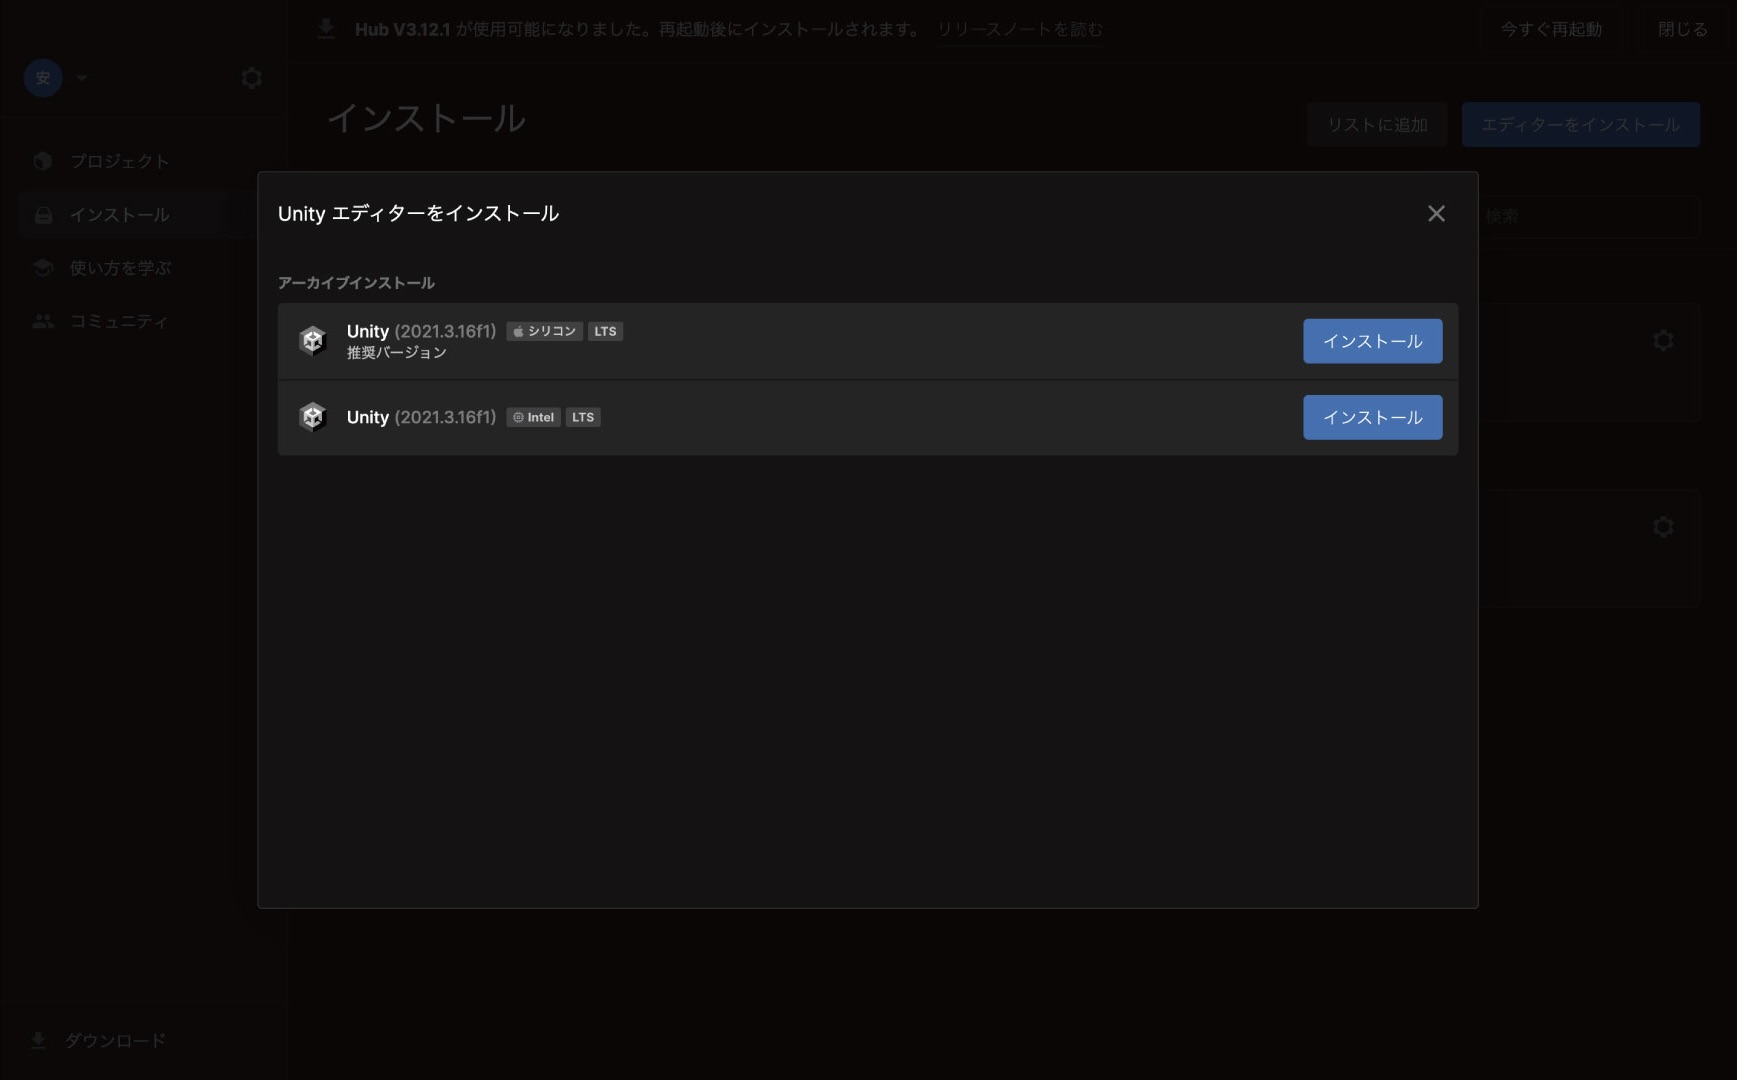 Hub V3.12.1 が使用可能になりました。再起動後にインストールされます。 リリースノートを読む
今すぐ再起動
閉じる
安
インストール
リストに追加
エディターをインストール
プロジェクト
インストール
使い方を学ぶ
コミュニティ
検索
Unity エディターをインストール
アーカイブインストール
Unity (2021.3.16f1) シリコン LTS
推奨バージョン
インストール
Unity (2021.3.16f1) Intel LTS
インストール
ダウンロード